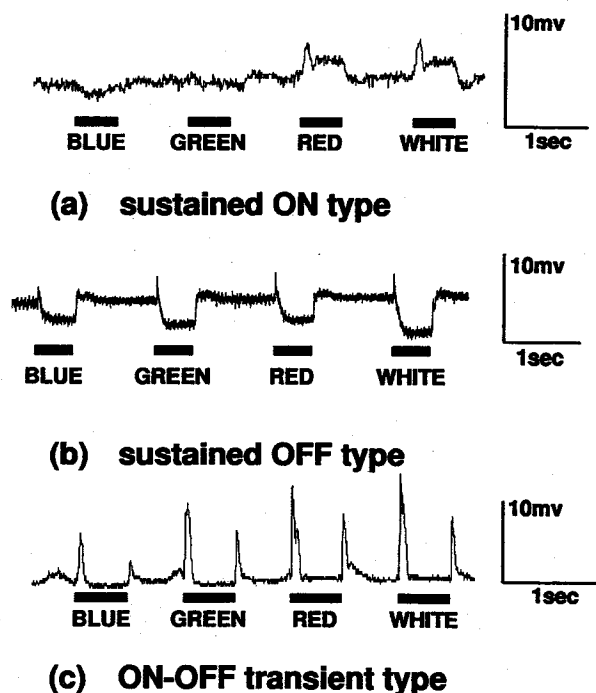 10mv
1sec
BLUE GREEN RED WHITE
(a) sustained ON type
10mv
1sec
BLUE GREEN RED WHITE
(b) sustained OFF type
10mv
1sec
BLUE GREEN RED WHITE
(c) ON-OFF transient type